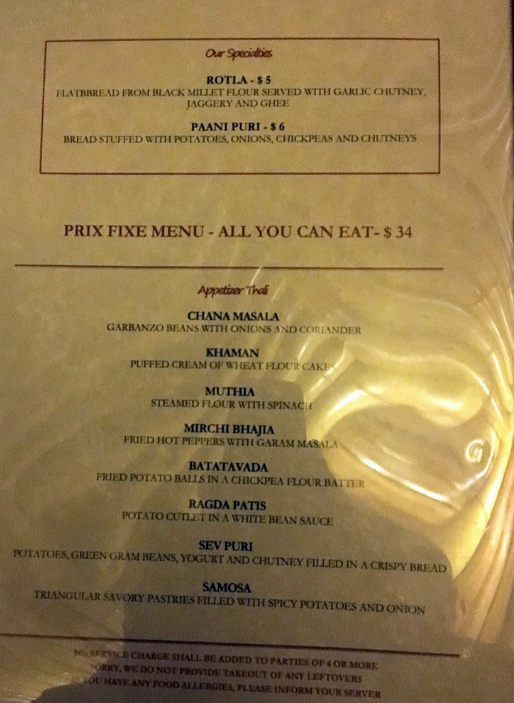 Our Specialties
ROTLA - $ 5
FLATBBREAD FROM BLACK MILLET FLOUR SERVED WITH GARLIC CHUTNEY,
JAGGERY AND GHEE
PAANI PURI - $ 6
BREAD STUFFED WITH POTATOES, ONIONS, CHICKPEAS AND CHUTNEYS
PRIX FIXE MENU - ALL YOU CAN EAT- $ 34
Appetizer Thali
CHANA MASALA
GARBANZO BEANS WITH ONIONS AND CORIANDER
KHAMAN
PUFFED CREAM OF WHEAT FLOUR CAKES
MUTHIA
STEAMED FLOUR WITH SPINACH
MIRCHI BHAJIA
FRIED HOT PEPPERS WITH GARAM MASALA
BATATAVADA
FRIED POTATO BALLS IN A CHICKPEA FLOUR BATTER
RAGDA PATIS
POTATO CUTLET IN A WHITE BEAN SAUCE
SEV PURI
POTATOES, GREEN GRAM BEANS, YOGURT AND CHUTNEY FILLED IN A CRISPY BREAD
SAMOSA
TRIANGULAR SAVORY PASTRIES FILLED WITH SPICY POTATOES AND ONION
SERVICE CHARGE SHALL BE ADDED TO PARTIES OF 4 OR MORE
SORRY, WE DO NOT PROVIDE TAKEOUT OF ANY LEFTOVERS
IF YOU HAVE ANY FOOD ALLERGIES, PLEASE INFORM YOUR SERVER